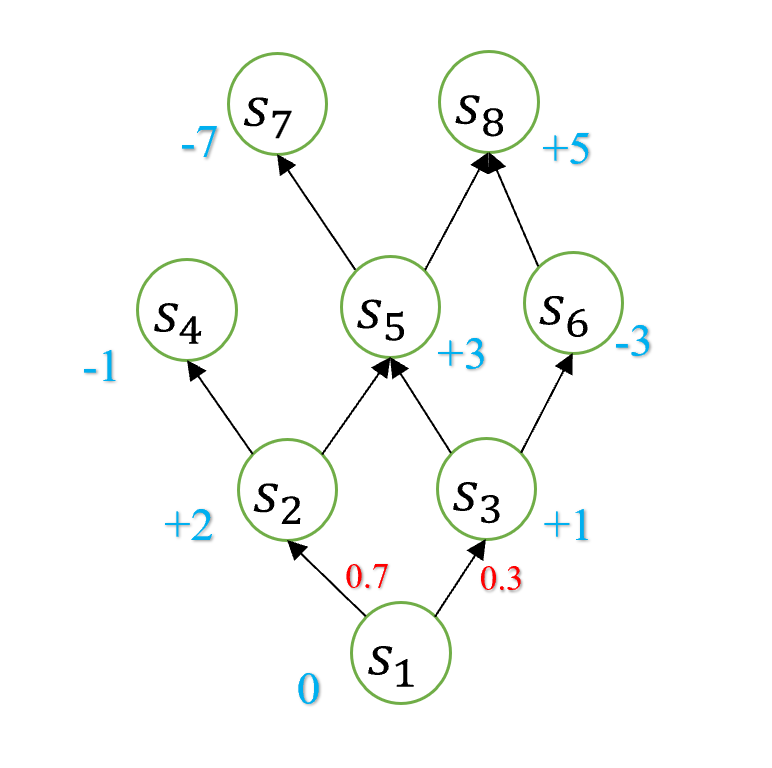 s₇ s₈
-7 +5
s₄ s₅ s₆
-1 +3 -3
s₂ s₃
+2 +1
0.7 0.3
s₁
0